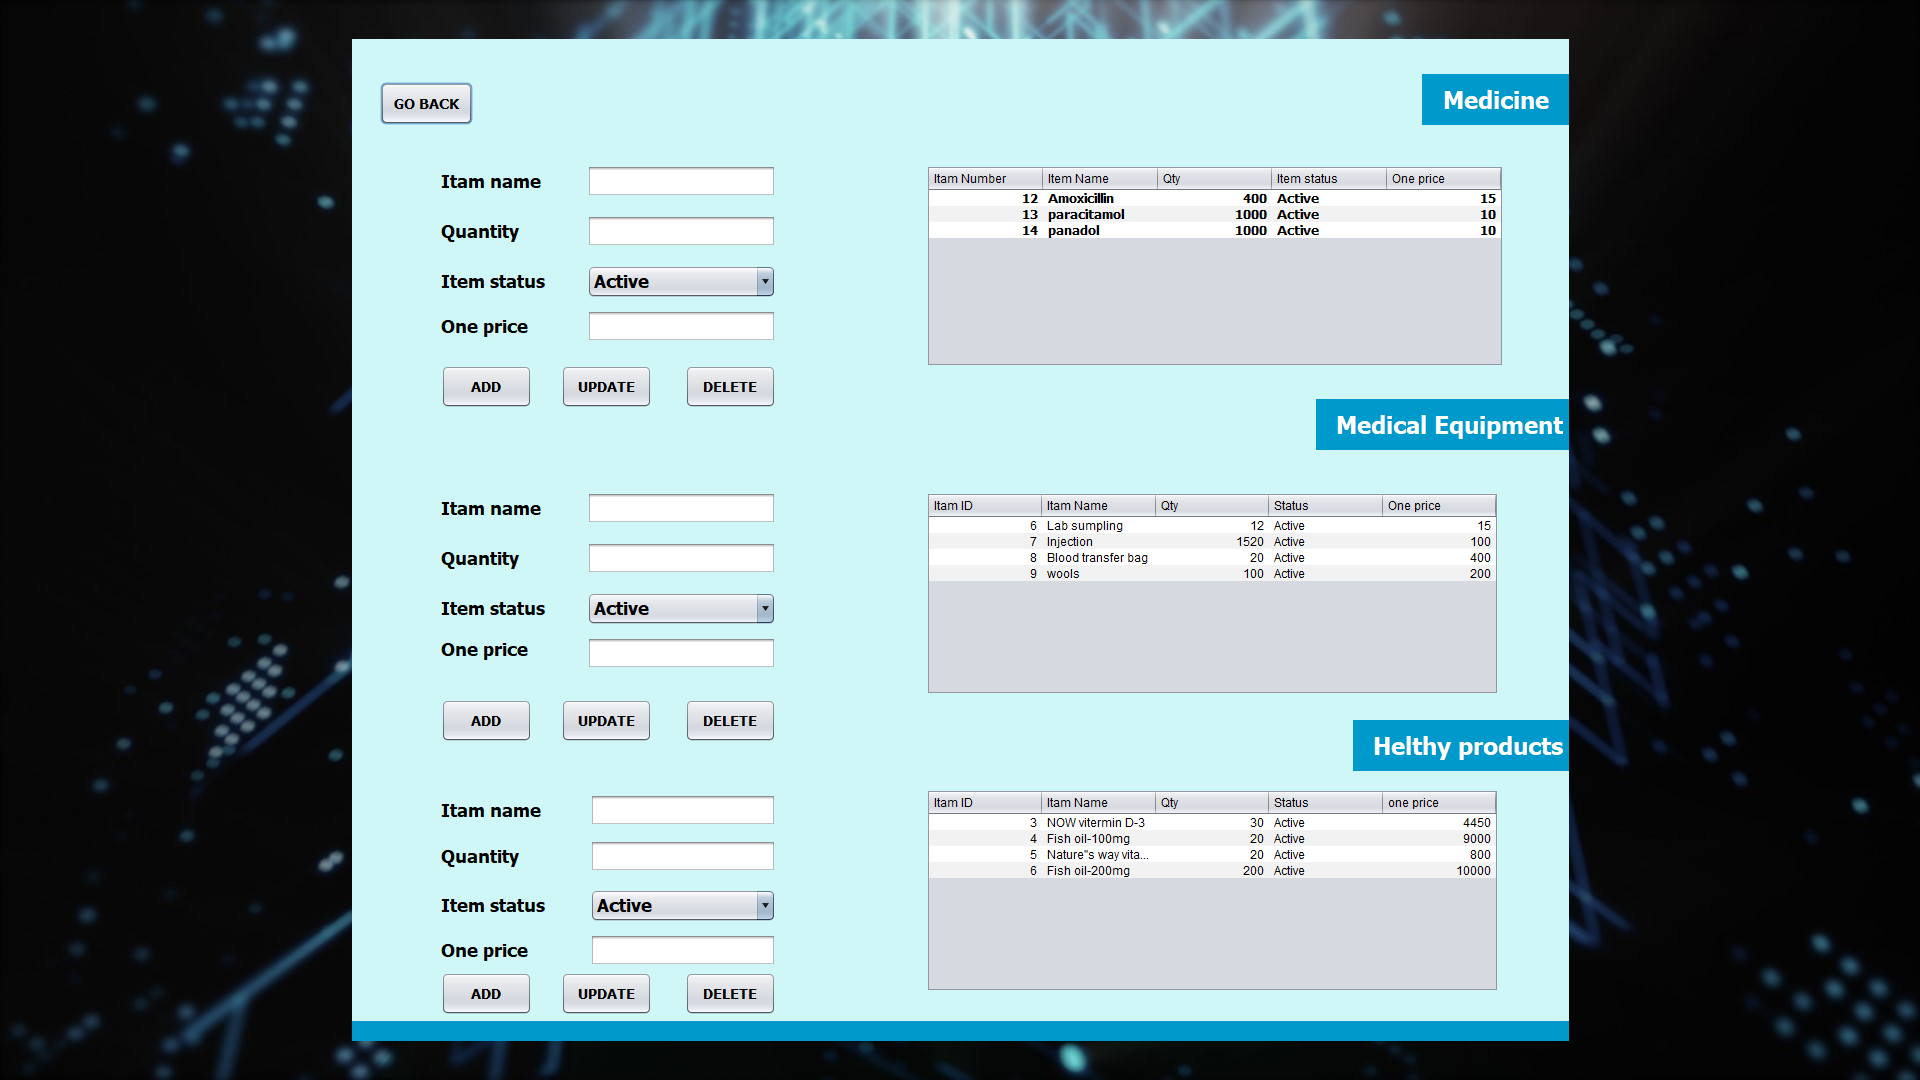 GO BACK
Medicine
Itam name
Quantity
Item status Active
One price
ADD UPDATE DELETE
Itam Number Item Name Qty Item status One price
12 Amoxicillin 400 Active 15
13 paracitamol 1000 Active 10
14 panadol 1000 Active 10
Medical Equipment
Itam name
Quantity
Item status Active
One price
ADD UPDATE DELETE
Itam ID Itam Name Qty Status One price
6 Lab sumpling 12 Active 15
7 Injection 1520 Active 100
8 Blood transfer bag 20 Active 400
9 wools 100 Active 200
Helthy products
Itam name
Quantity
Item status Active
One price
ADD UPDATE DELETE
Itam ID Itam Name Qty Status one price
3 NOW vitermin D-3 30 Active 4450
4 Fish oil-100mg 20 Active 9000
5 Nature"s way vita... 20 Active 800
6 Fish oil-200mg 200 Active 10000